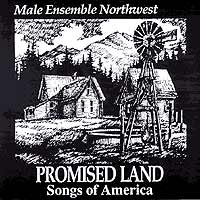 Male Ensemble Northwest
PROMISED LAND
Songs of America